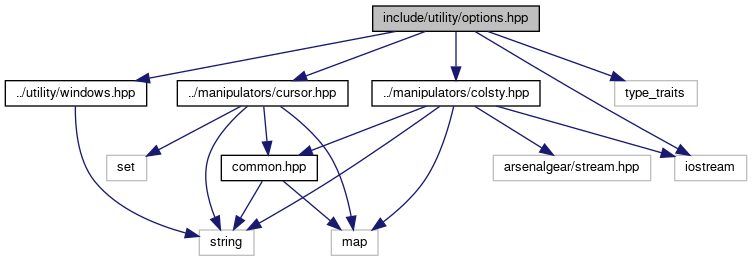 include/utility/options.hpp
../utility/windows.hpp
../manipulators/cursor.hpp
../manipulators/colsty.hpp
type_traits
set
common.hpp
arsenalgear/stream.hpp
iostream
string
map